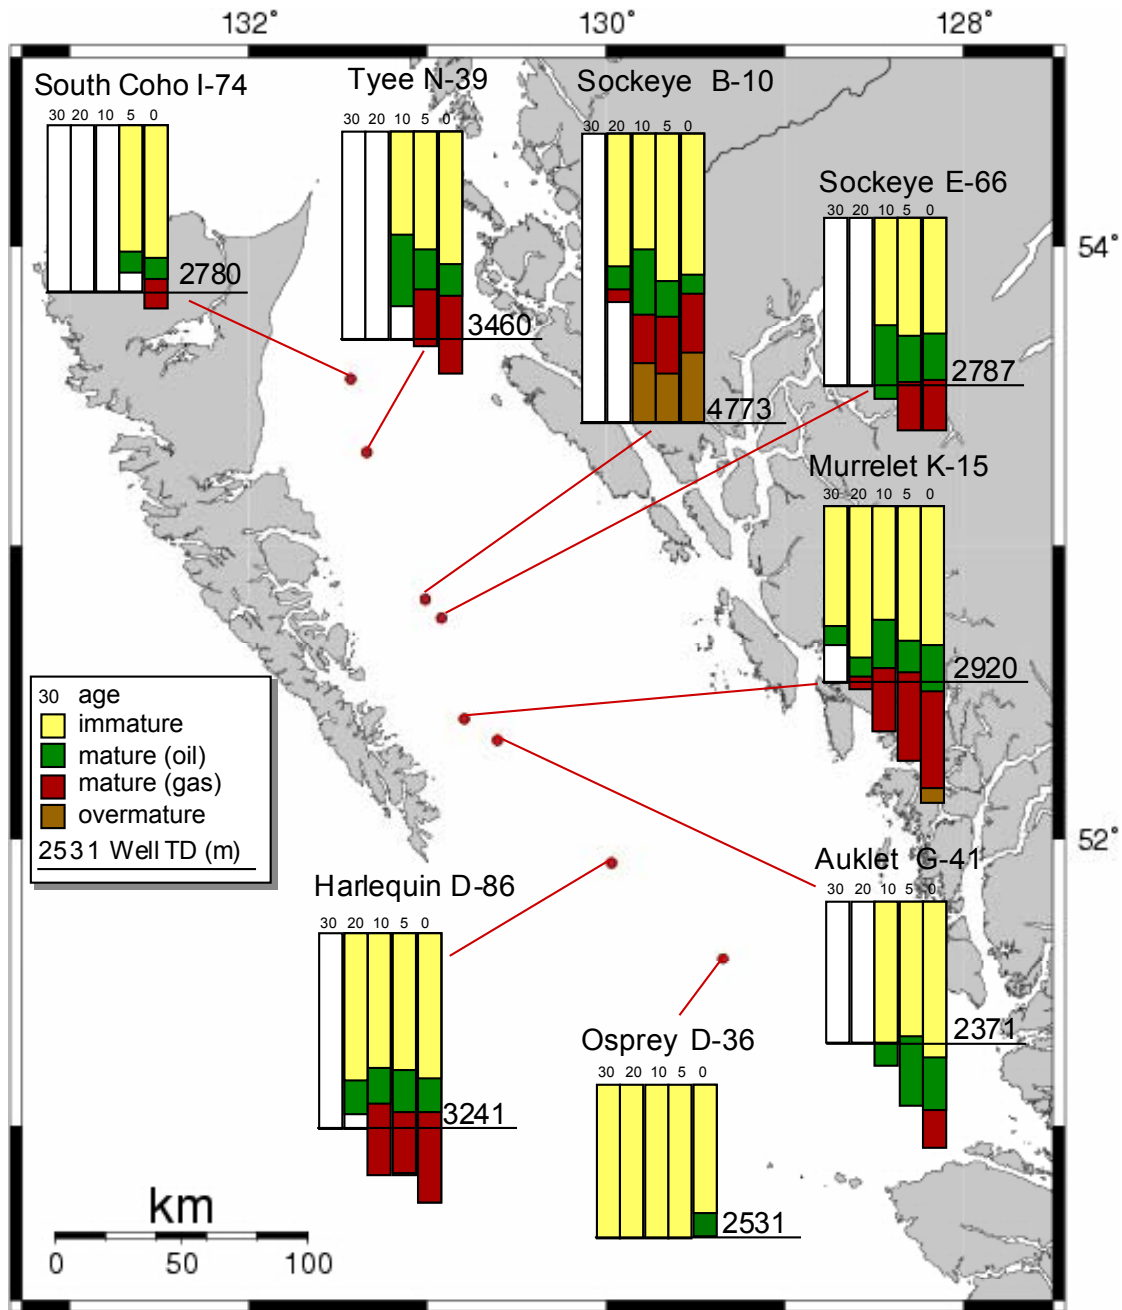 132° 130° 128°
South Coho I-74
30 20 10 5 0
2780
Tyee N-39
30 20 10 5 0
3460
Sockeye B-10
30 20 10 5 0
4773
Sockeye E-66
30 20 10 5 0
2787
54°
Murrelet K-15
30 20 10 5 0
2920
30 age
immature
mature (oil)
mature (gas)
overmature
2531 Well TD (m)
52°
Harlequin D-86
30 20 10 5 0
3241
Auklet G-41
30 20 10 5 0
2371
Osprey D-36
30 20 10 5 0
2531
km
0 50 100